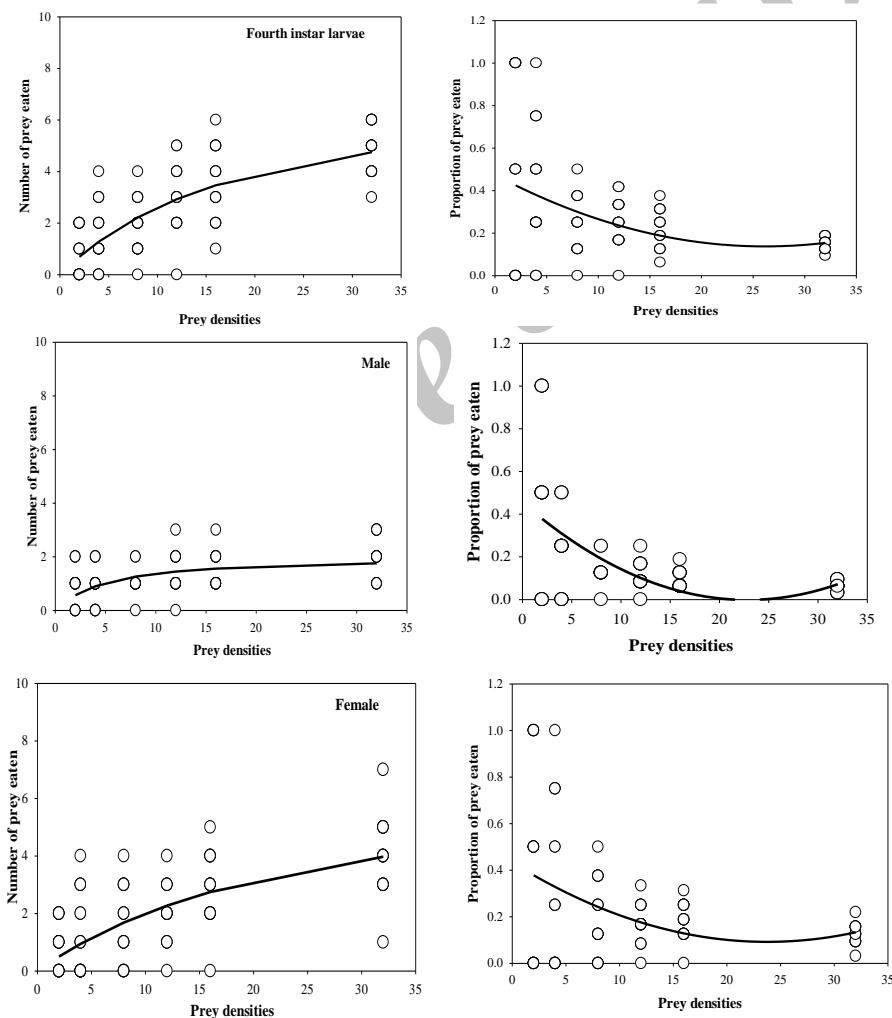 Fourth instar larvae
Number of prey eaten
10
8
6
4
2
0
0 5 10 15 20 25 30 35
Prey densities
Proportion of prey eaten
1.2
1.0
0.8
0.6
0.4
0.2
0.0
0 5 10 15 20 25 30 35
Prey densities
Male
Number of prey eaten
10
8
6
4
2
0
0 5 10 15 20 25 30 35
Prey densities
Proportion of prey eaten
1.2
1.0
0.8
0.6
0.4
0.2
0.0
0 5 10 15 20 25 30 35
Prey densities
Female
Number of prey eaten
10
8
6
4
2
0
0 5 10 15 20 25 30 35
Prey densities
Proportion of prey eaten
1.2
1.0
0.8
0.6
0.4
0.2
0.0
0 5 10 15 20 25 30 35
Prey densities